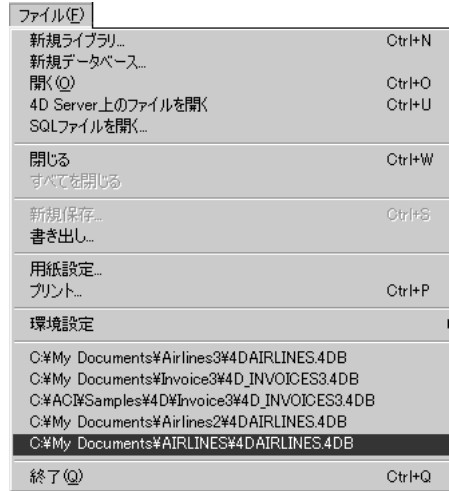 ファイル(F)
新規ライブラリ... Ctrl+N
新規データベース...
開く(O) Ctrl+O
4D Server上のファイルを開く Ctrl+U
SQLファイルを開く...
閉じる Ctrl+W
すべてを閉じる
新規保存... Ctrl+S
書き出し...
用紙設定...
プリント... Ctrl+P
環境設定
C:¥My Documents¥Airlines3¥4DAIRLINES.4DB
C:¥My Documents¥Invoice3¥4D_INVOICES3.4DB
C:¥ACI¥Samples¥4D¥Invoice3¥4D_INVOICES3.4DB
C:¥My Documents¥Airlines2¥4DAIRLINES.4DB
C:¥My Documents¥AIRLINES¥4DAIRLINES.4DB
終了(Q) Ctrl+Q